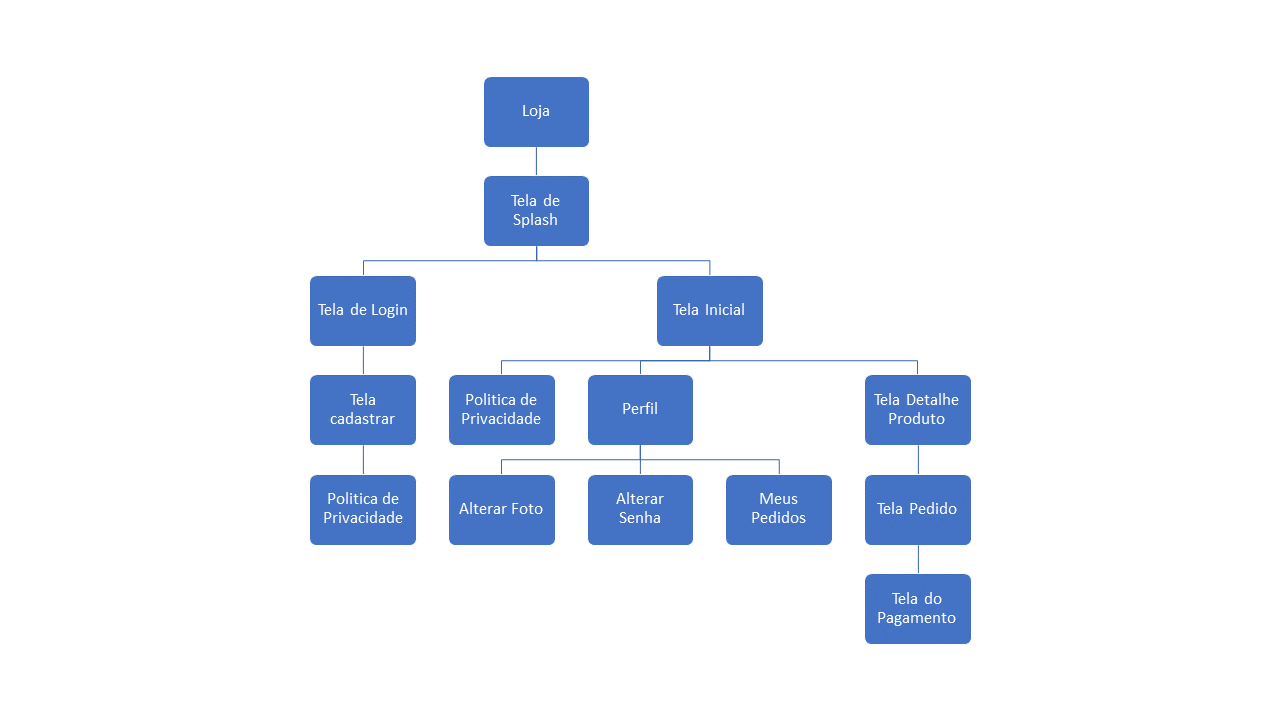 Loja
Tela de
Splash
Tela de Login
Tela Inicial
Tela
cadastrar
Politica de
Privacidade
Perfil
Tela Detalhe
Produto
Politica de
Privacidade
Alterar Foto
Alterar
Senha
Meus
Pedidos
Tela Pedido
Tela do
Pagamento